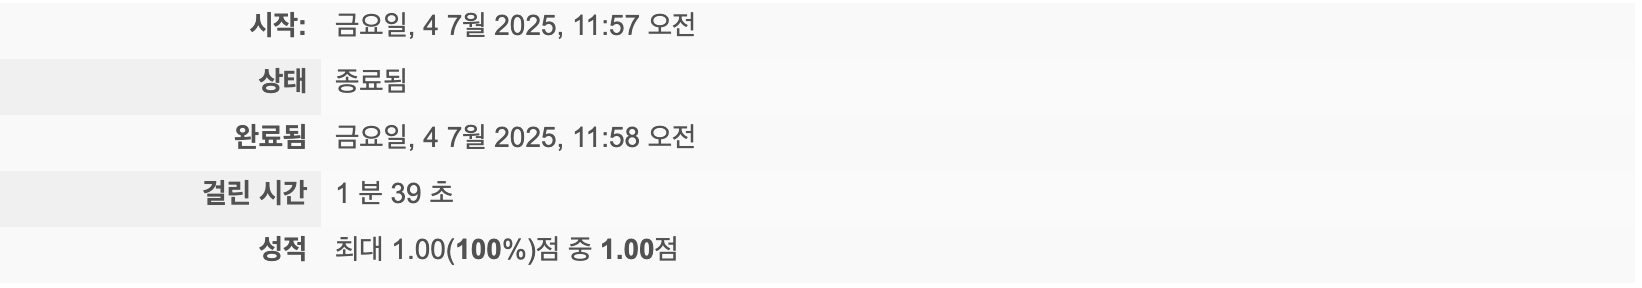 시작: 금요일, 4 7월 2025, 11:57 오전
상태 종료됨
완료됨 금요일, 4 7월 2025, 11:58 오전
걸린 시간 1 분 39 초
성적 최대 1.00(100%)점 중 1.00점